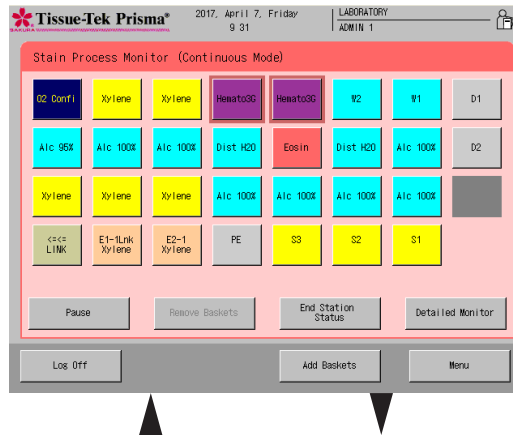 Tissue-Tek Prisma®
SAKURA
2017, April 7, Friday
9 31
LABORATORY
ADMIN 1
Stain Process Monitor (Continuous Mode)
02 Confi Xylene Xylene Hemato3G Hemato3G W2 W1 D1
Alc 95% Alc 100% Alc 100% Dist H2O Eosin Dist H2O Alc 100% D2
Xylene Xylene Xylene Alc 100% Alc 100% Alc 100% Alc 100%
<=<= LINK E1-1Lnk Xylene E2-1 Xylene PE S3 S2 S1
Pause Remove Baskets End Station Status Detailed Monitor
Log Off Add Baskets Menu